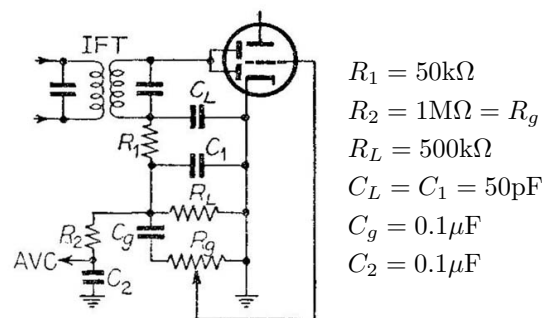 IFT
C_L
R_1
C_1
R_L
R_2
C_g
R_g
AVC
C_2
R_1 = 50kΩ
R_2 = 1MΩ = R_g
R_L = 500kΩ
C_L = C_1 = 50pF
C_g = 0.1μF
C_2 = 0.1μF